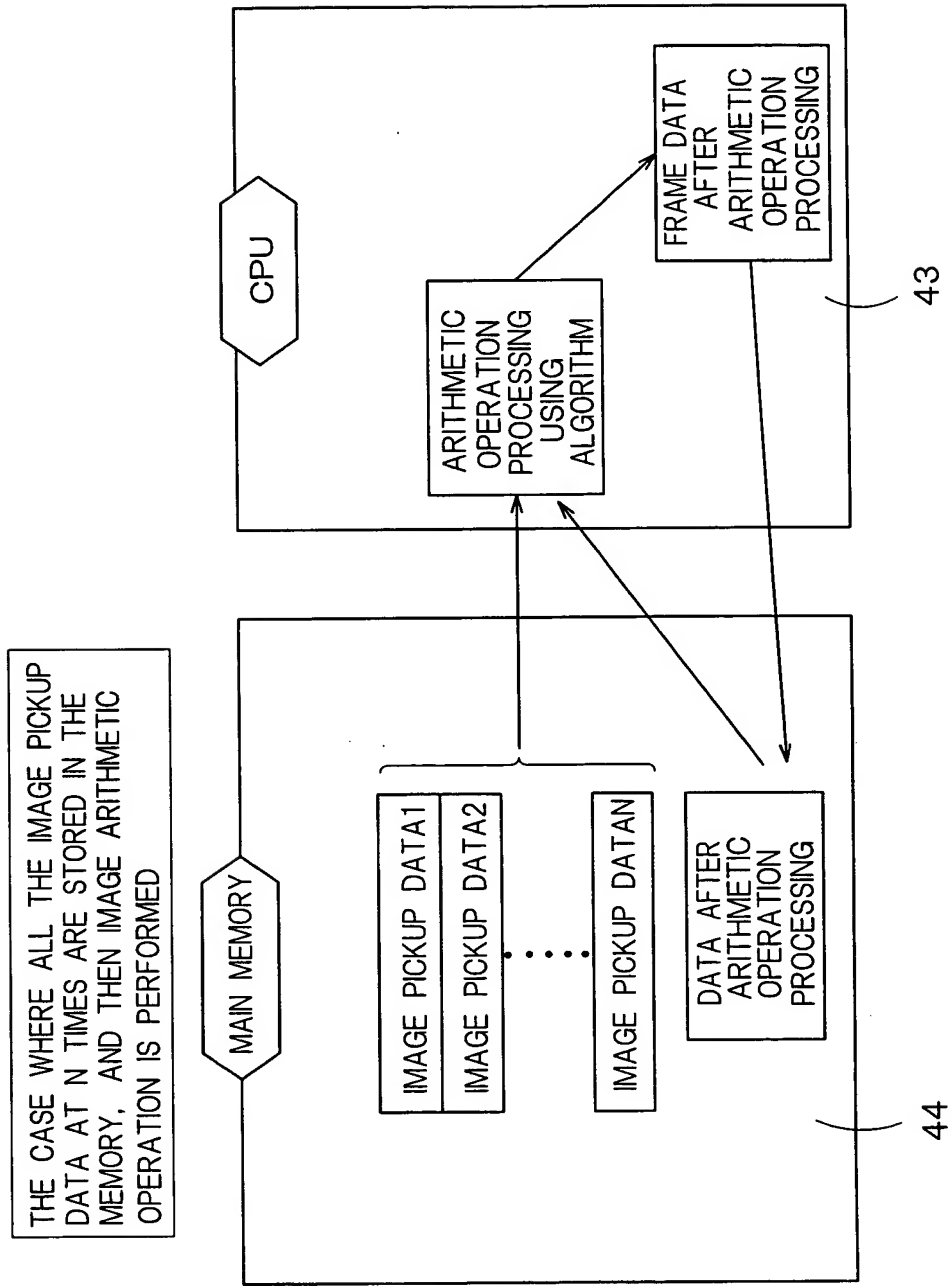 THE CASE WHERE ALL THE IMAGE PICKUP
DATA AT N TIMES ARE STORED IN THE
MEMORY, AND THEN IMAGE ARITHMETIC
OPERATION IS PERFORMED
MAIN MEMORY
IMAGE PICKUP DATA1
IMAGE PICKUP DATA2
IMAGE PICKUP DATAN
DATA AFTER
ARITHMETIC
OPERATION
PROCESSING
44
CPU
ARITHMETIC
OPERATION
PROCESSING
USING
ALGORITHM
FRAME DATA
AFTER
ARITHMETIC
OPERATION
PROCESSING
43